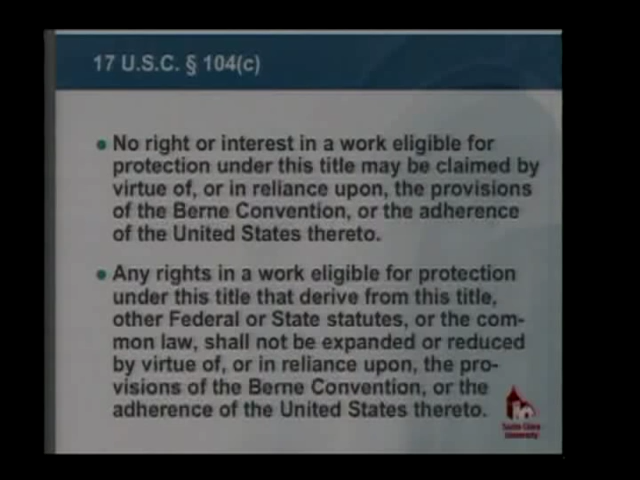 17 U.S.C. § 104(c)
● No right or interest in a work eligible for
protection under this title may be claimed by
virtue of, or in reliance upon, the provisions
of the Berne Convention, or the adherence
of the United States thereto.
● Any rights in a work eligible for protection
under this title that derive from this title,
other Federal or State statutes, or the com-
mon law, shall not be expanded or reduced
by virtue of, or in reliance upon, the pro-
visions of the Berne Convention, or the
adherence of the United States thereto.
Santa Clara
University